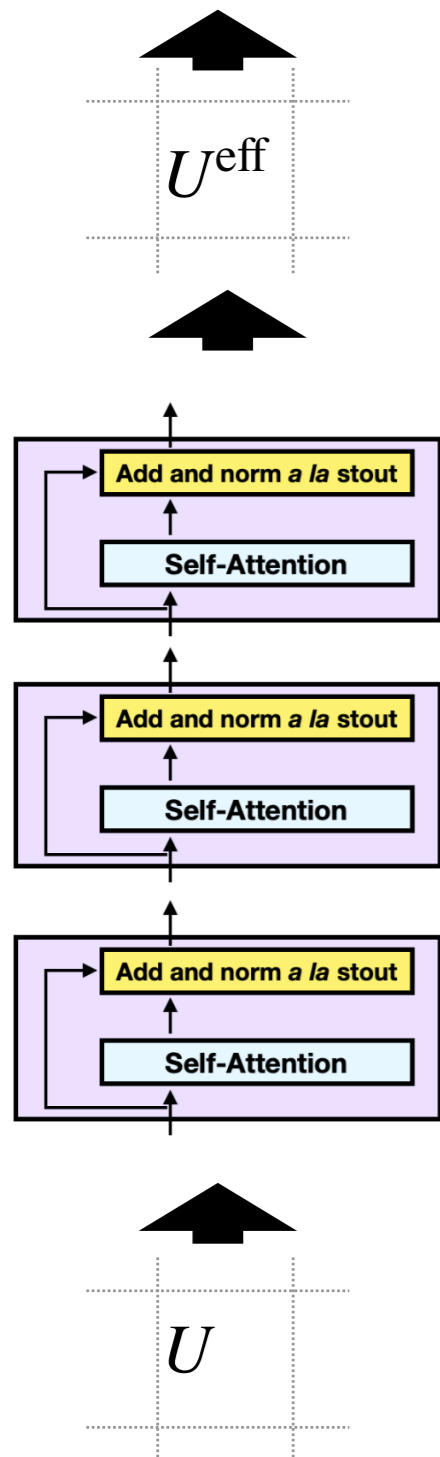 U^eff
Add and norm a la stout
Self-Attention
Add and norm a la stout
Self-Attention
Add and norm a la stout
Self-Attention
U